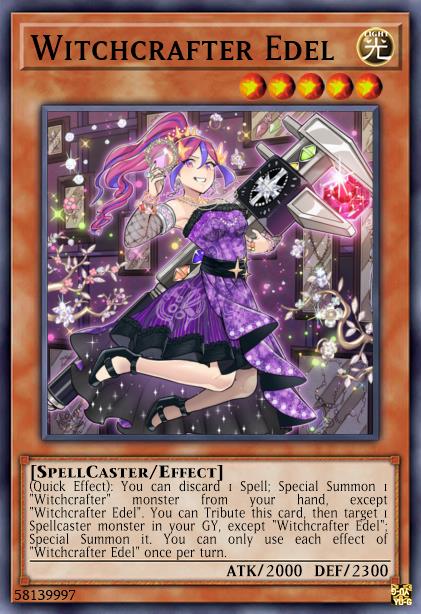 WITCHCRAFTER EDEL
LIGHT
光
[SPELLCASTER/EFFECT]
(Quick Effect): You can discard 1 Spell; Special Summon 1
"Witchcrafter" monster from your hand, except
"Witchcrafter Edel". You can Tribute this card, then target 1
Spellcaster monster in your GY, except "Witchcrafter Edel";
Special Summon it. You can only use each effect of
"Witchcrafter Edel" once per turn.
ATK/2000 DEF/2300
58139997